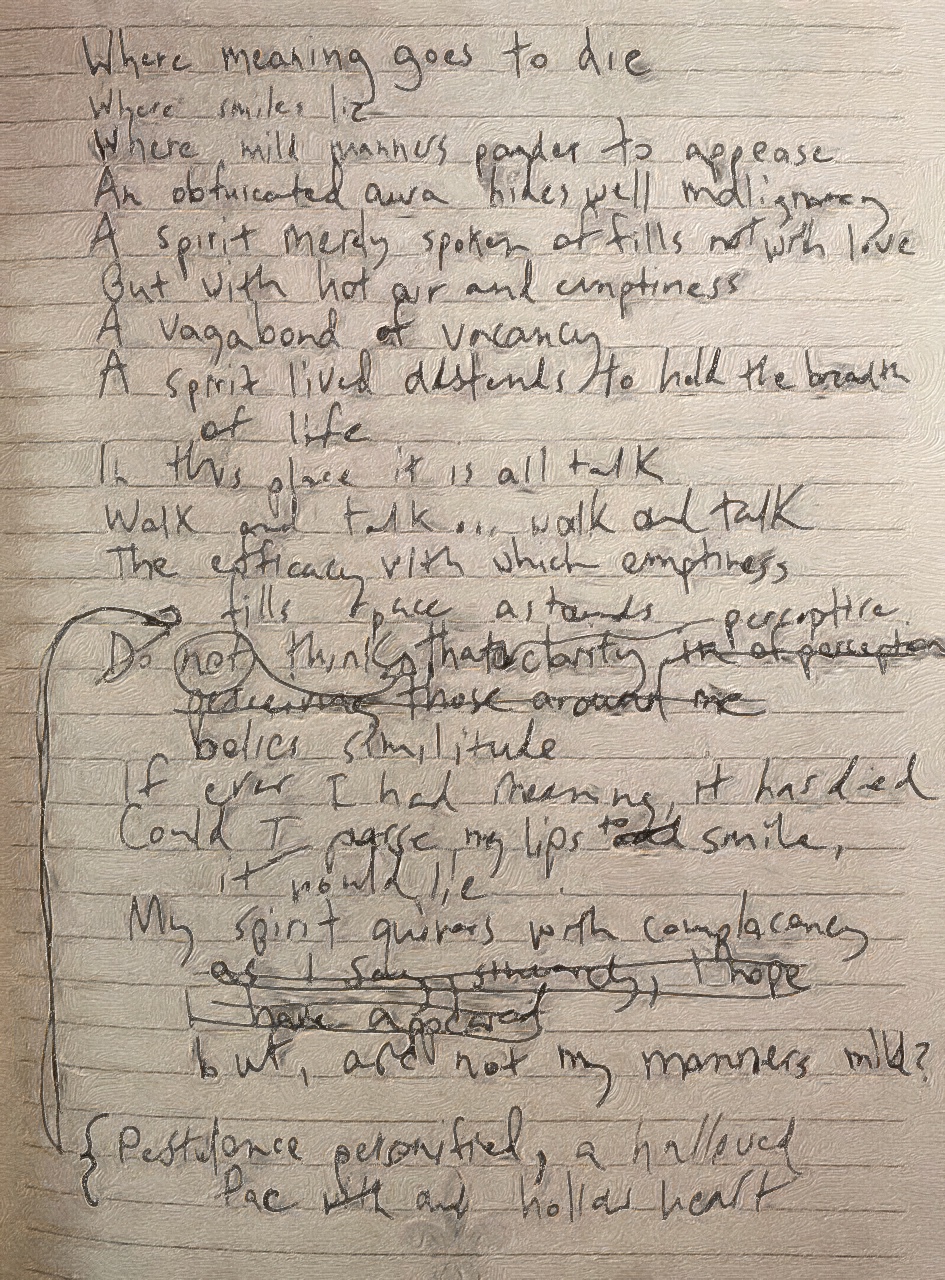 Where meaning goes to die
Where smiles lie
Where mild manners pander to appease
An obfuscated aura hides well malignancy
A spirit merely spoken of fills not with love
But with hot air and emptiness
A vagabond of vacancy
A spirit lived distends to hold the breadth
of life
In this place it is all talk
Walk and talk... walk and talk
The efficacy with which emptiness
fills space astounds
perceptive
Do not think that clarity of perception
those around me
belies similitude
If ever I had meaning, it has died
Could I parse my lips to smile,
it would lie
My spirit quivers with complacency
as I say, sincerely, I hope
I have appeared
but, are not my manners mild?
{ Pestulance personified, a hallowed
Pac with and hollow heart